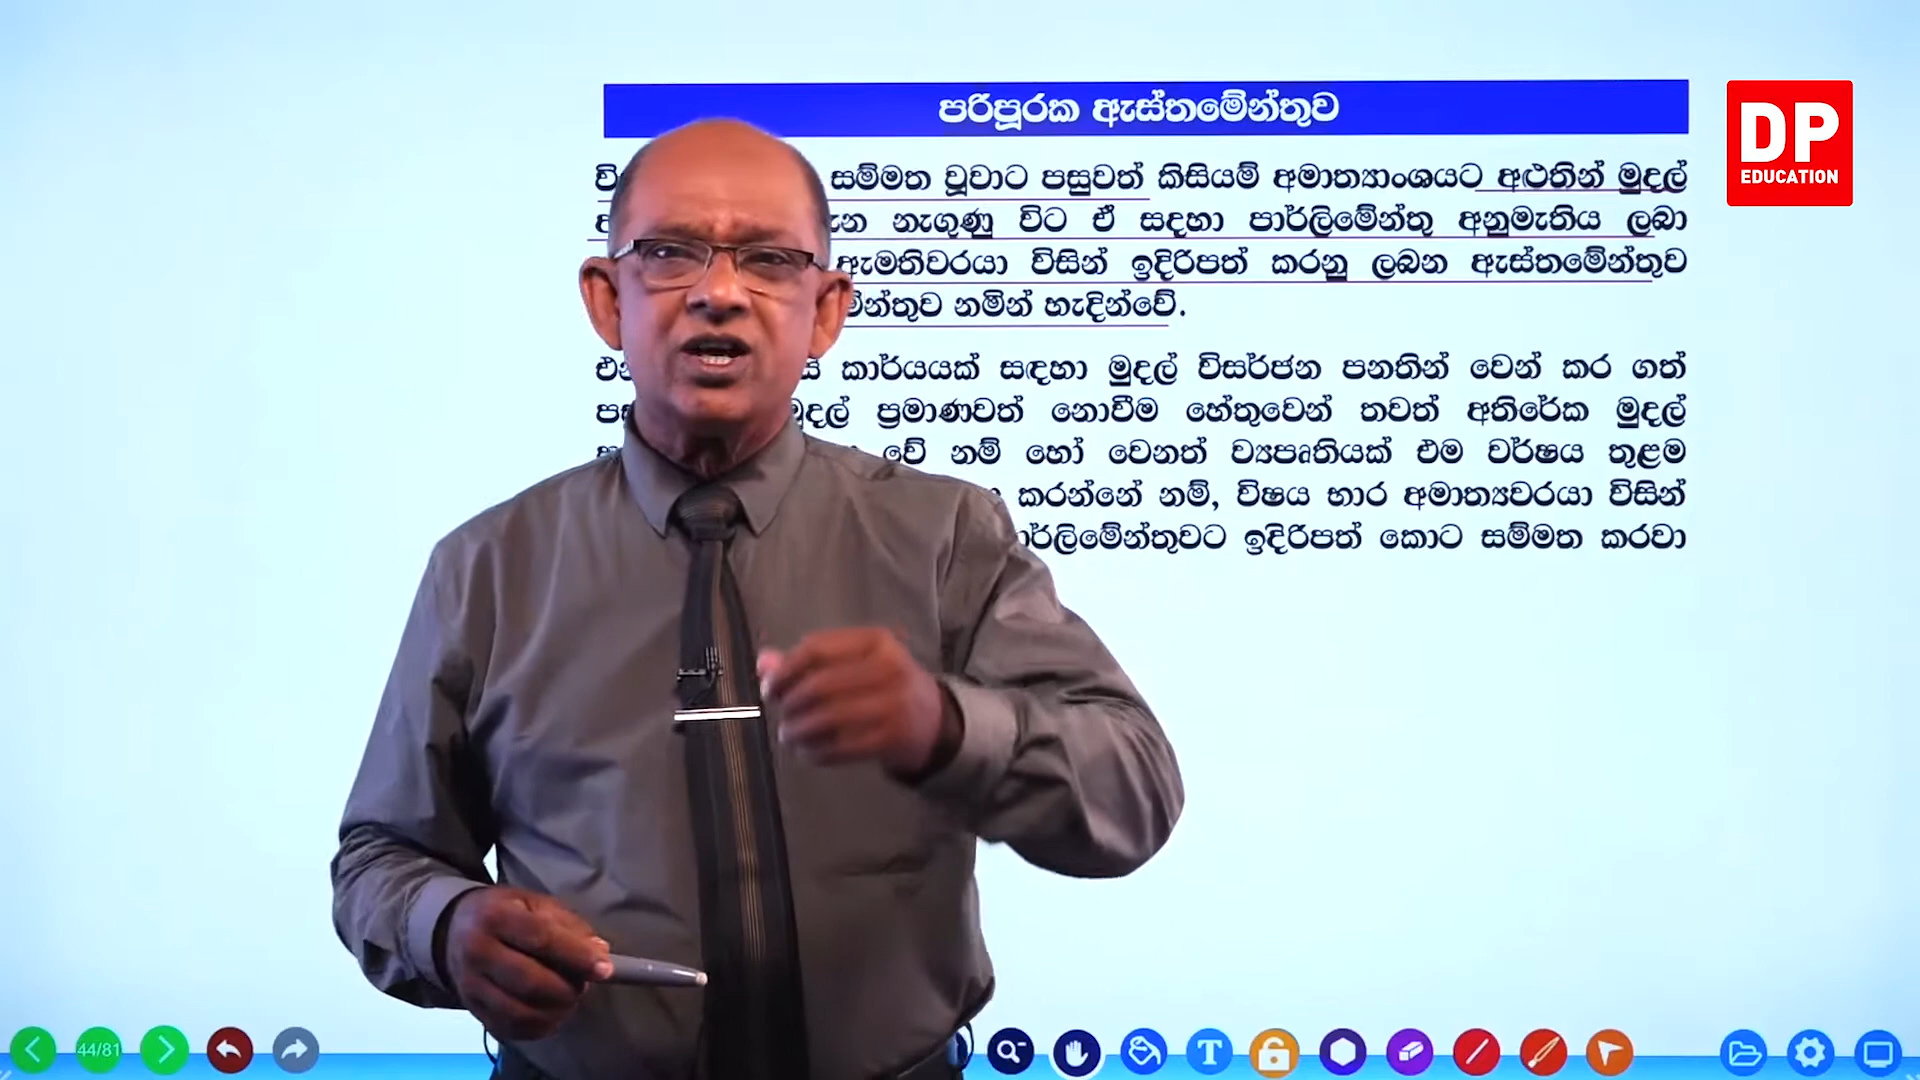 පරිපූරක ඇස්තමේන්තුව
DP
EDUCATION
සම්මත වූවාට පසුවත් කිසියම් අමාත්‍යාංශයට අළුතින් මුදල්
නැගුණු විට ඒ සඳහා පාර්ලිමේන්තු අනුමැතිය ලබා
ඇමතිවරයා විසින් ඉදිරිපත් කරනු ලබන ඇස්තමේන්තුව
නමින් හැඳින්වේ.
කාර්යයක් සඳහා මුදල් විසර්ජන පනතින් වෙන් කර ගත්
මුදල් ප්‍රමාණවත් නොවීම හේතුවෙන් තවත් අතිරේක මුදල්
වේ නම් හෝ වෙනත් ව්‍යපෘතියක් එම වර්ෂය තුළම
කරන්නේ නම්, විෂය භාර අමාත්‍යවරයා විසින්
ඉදිරිපත් කොට සම්මත කරවා
44/81